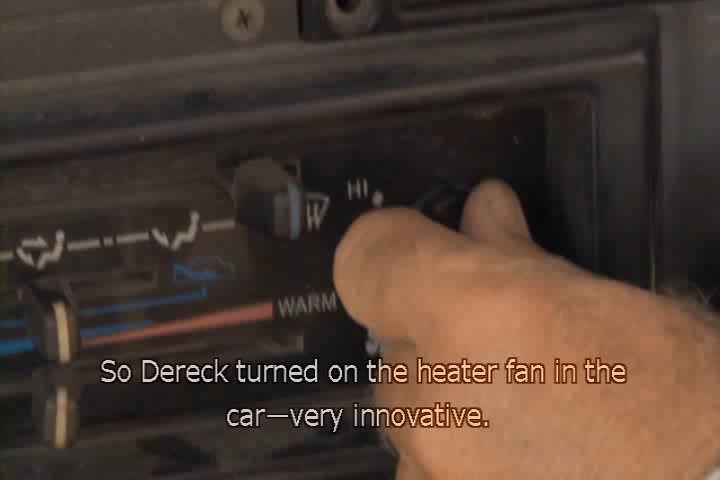 HI
WARM
So Dereck turned on the heater fan in the
car—very innovative.